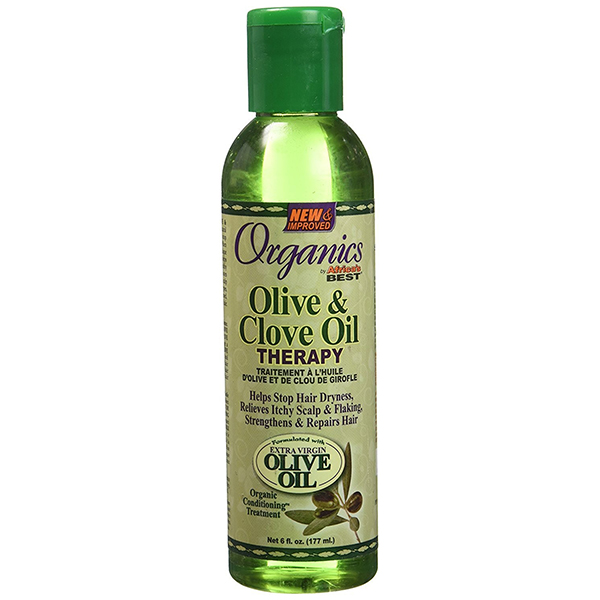 NEW &
IMPROVED
Organics
by Africa's
BEST
Olive &
Clove Oil
THERAPY
TRAITEMENT À L'HUILE
D'OLIVE ET DE CLOU DE GIROFLE
Helps Stop Hair Dryness,
Relieves Itchy Scalp & Flaking,
Strengthens & Repairs Hair
Formulated with
EXTRA VIRGIN
OLIVE
OIL
Organic
Conditioning™
Treatment
Net 6 fl. oz. (177 ml.)